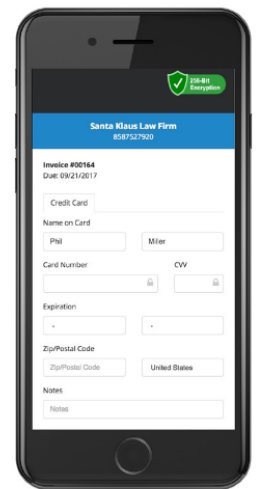 256-Bit
Encryption
Santa Klaus Law Firm
8587527920
Invoice #00164
Due: 09/21/2017
Credit Card
Name on Card
Phil Miller
Card Number CVV
Expiration
- -
Zip/Postal Code
Zip/Postal Code United States
Notes
Notes